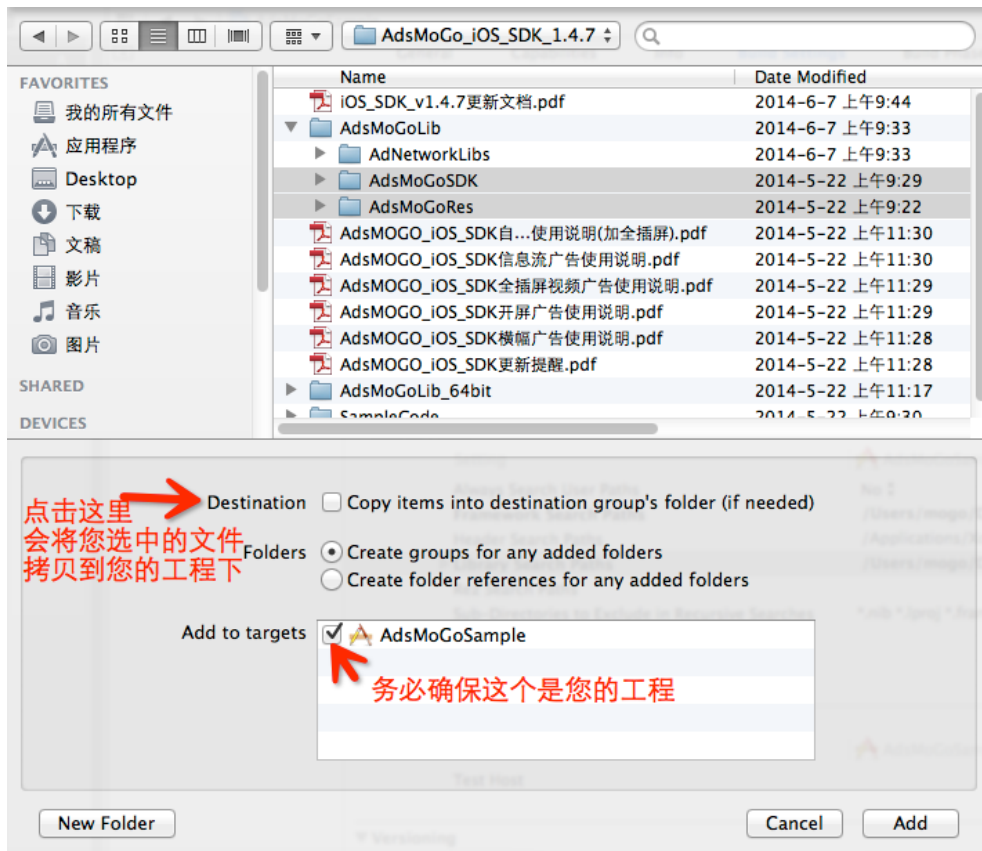 AdsMoGo_iOS_SDK_1.4.7
FAVORITES
我的所有文件
应用程序
Desktop
下载
文稿
影片
音乐
图片
SHARED
DEVICES
Name Date Modified
iOS_SDK_v1.4.7更新文档.pdf 2014-6-7 上午9:44
AdsMoGoLib 2014-6-7 上午9:33
AdNetworkLibs 2014-6-7 上午9:33
AdsMoGoSDK 2014-5-22 上午9:29
AdsMoGoRes 2014-5-22 上午9:22
AdsMOGO_iOS_SDK自...使用说明(加全插屏).pdf 2014-5-22 上午11:30
AdsMOGO_iOS_SDK信息流广告使用说明.pdf 2014-5-22 上午11:30
AdsMOGO_iOS_SDK全插屏视频广告使用说明.pdf 2014-5-22 上午11:29
AdsMOGO_iOS_SDK开屏广告使用说明.pdf 2014-5-22 上午11:29
AdsMOGO_iOS_SDK横幅广告使用说明.pdf 2014-5-22 上午11:28
AdsMOGO_iOS_SDK更新提醒.pdf 2014-5-22 上午11:28
AdsMoGoLib_64bit 2014-5-22 上午11:17
SampleCode 2014-5-22 上午9:30
点击这里
会将您选中的文件
拷贝到您的工程下
Destination Copy items into destination group's folder (if needed)
Folders Create groups for any added folders
Create folder references for any added folders
Add to targets AdsMoGoSample
务必确保这个是您的工程
Test Host
Versioning
New Folder Cancel Add